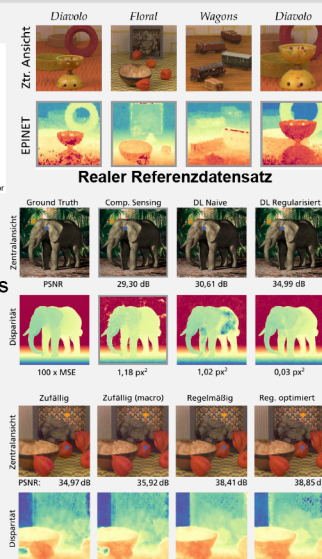 Diavolo Floral Wagons Diavolo
Ztr. Ansicht
EPINET
Realer Referenzdatensatz
Ground Truth Comp. Sensing DL Naive DL Regularisiert
Zentralansicht
PSNR 29,30 dB 30,61 dB 34,99 dB
Disparität
100 x MSE 1,18 px² 1,02 px² 0,03 px²
Zufällig Zufällig (macro) Regelmäßig Reg. optimiert
Zentralansicht
PSNR: 34,97 dB 35,92 dB 38,41 dB 38,85 d
Disparität